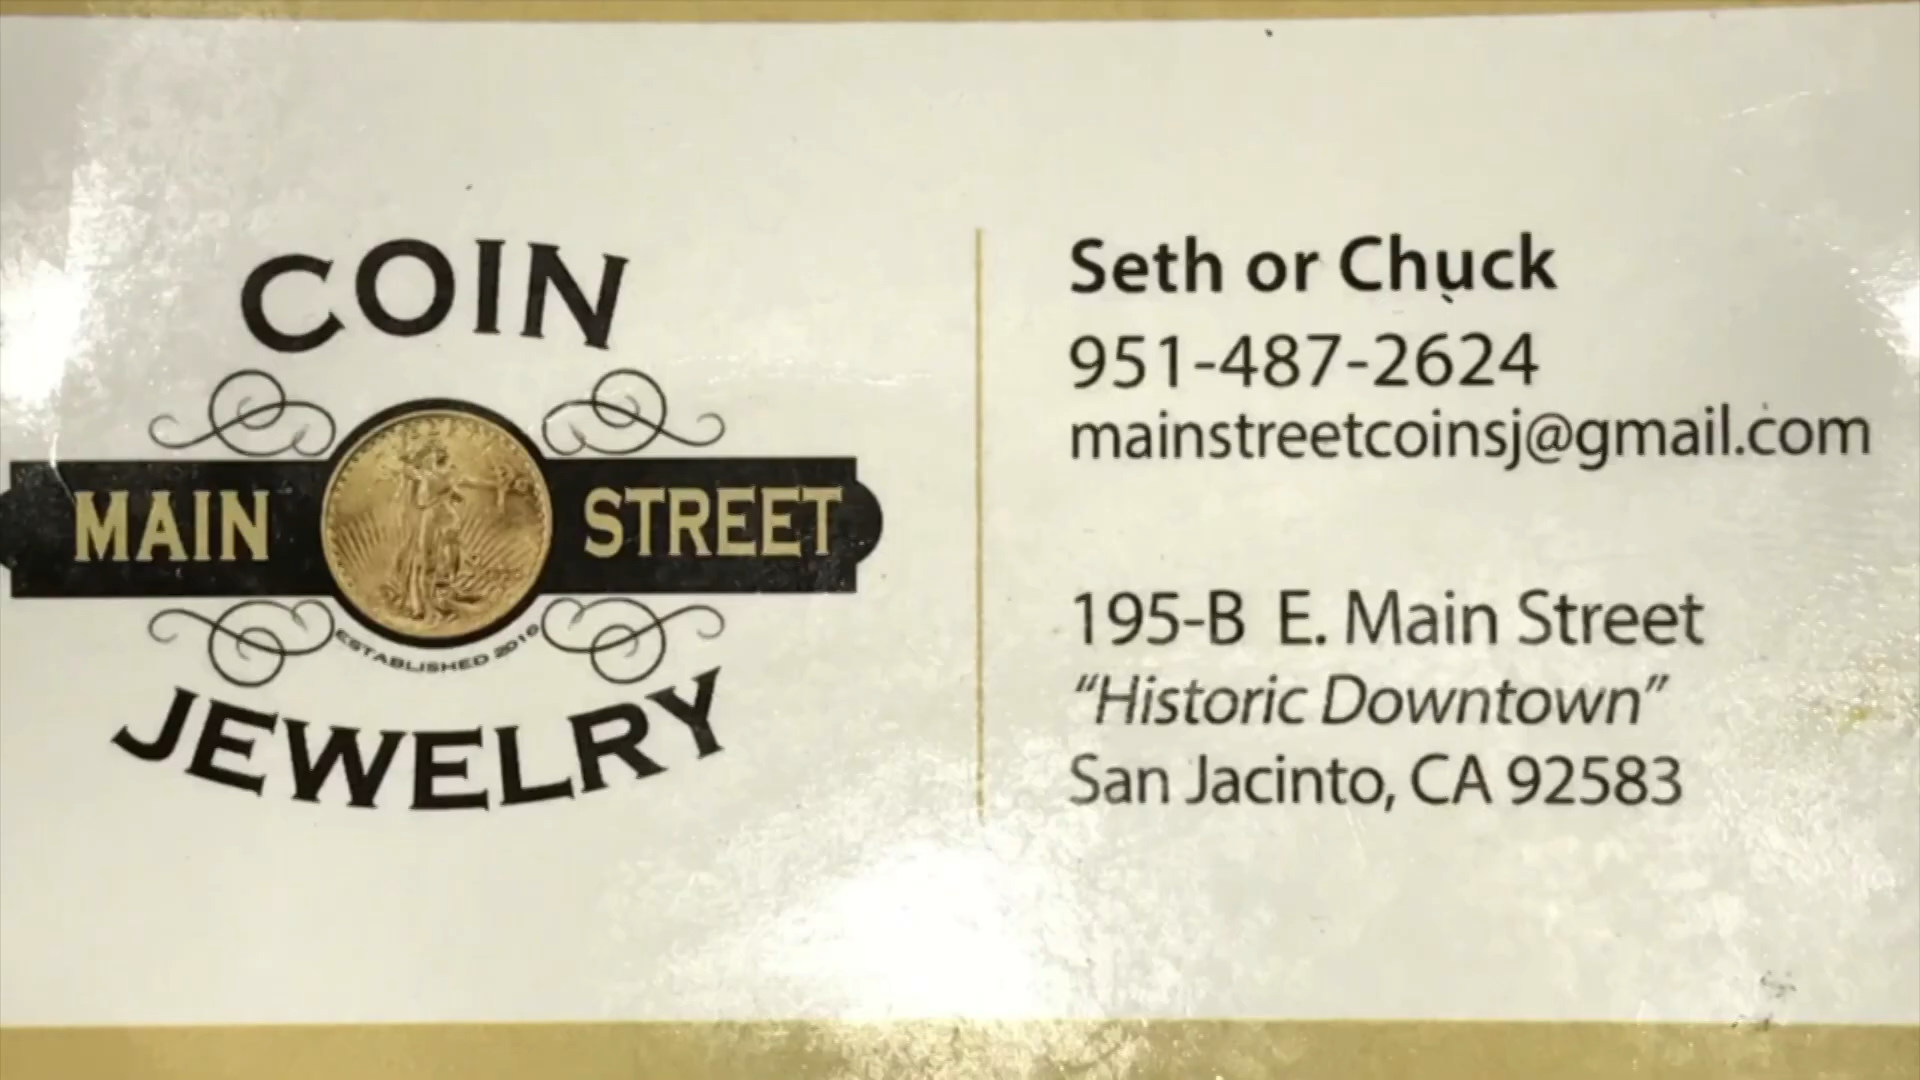 COIN
MAIN STREET
ESTABLISHED 2016
JEWELRY
Seth or Chuck
951-487-2624
mainstreetcoinsj@gmail.com
195-B E. Main Street
“Historic Downtown”
San Jacinto, CA 92583